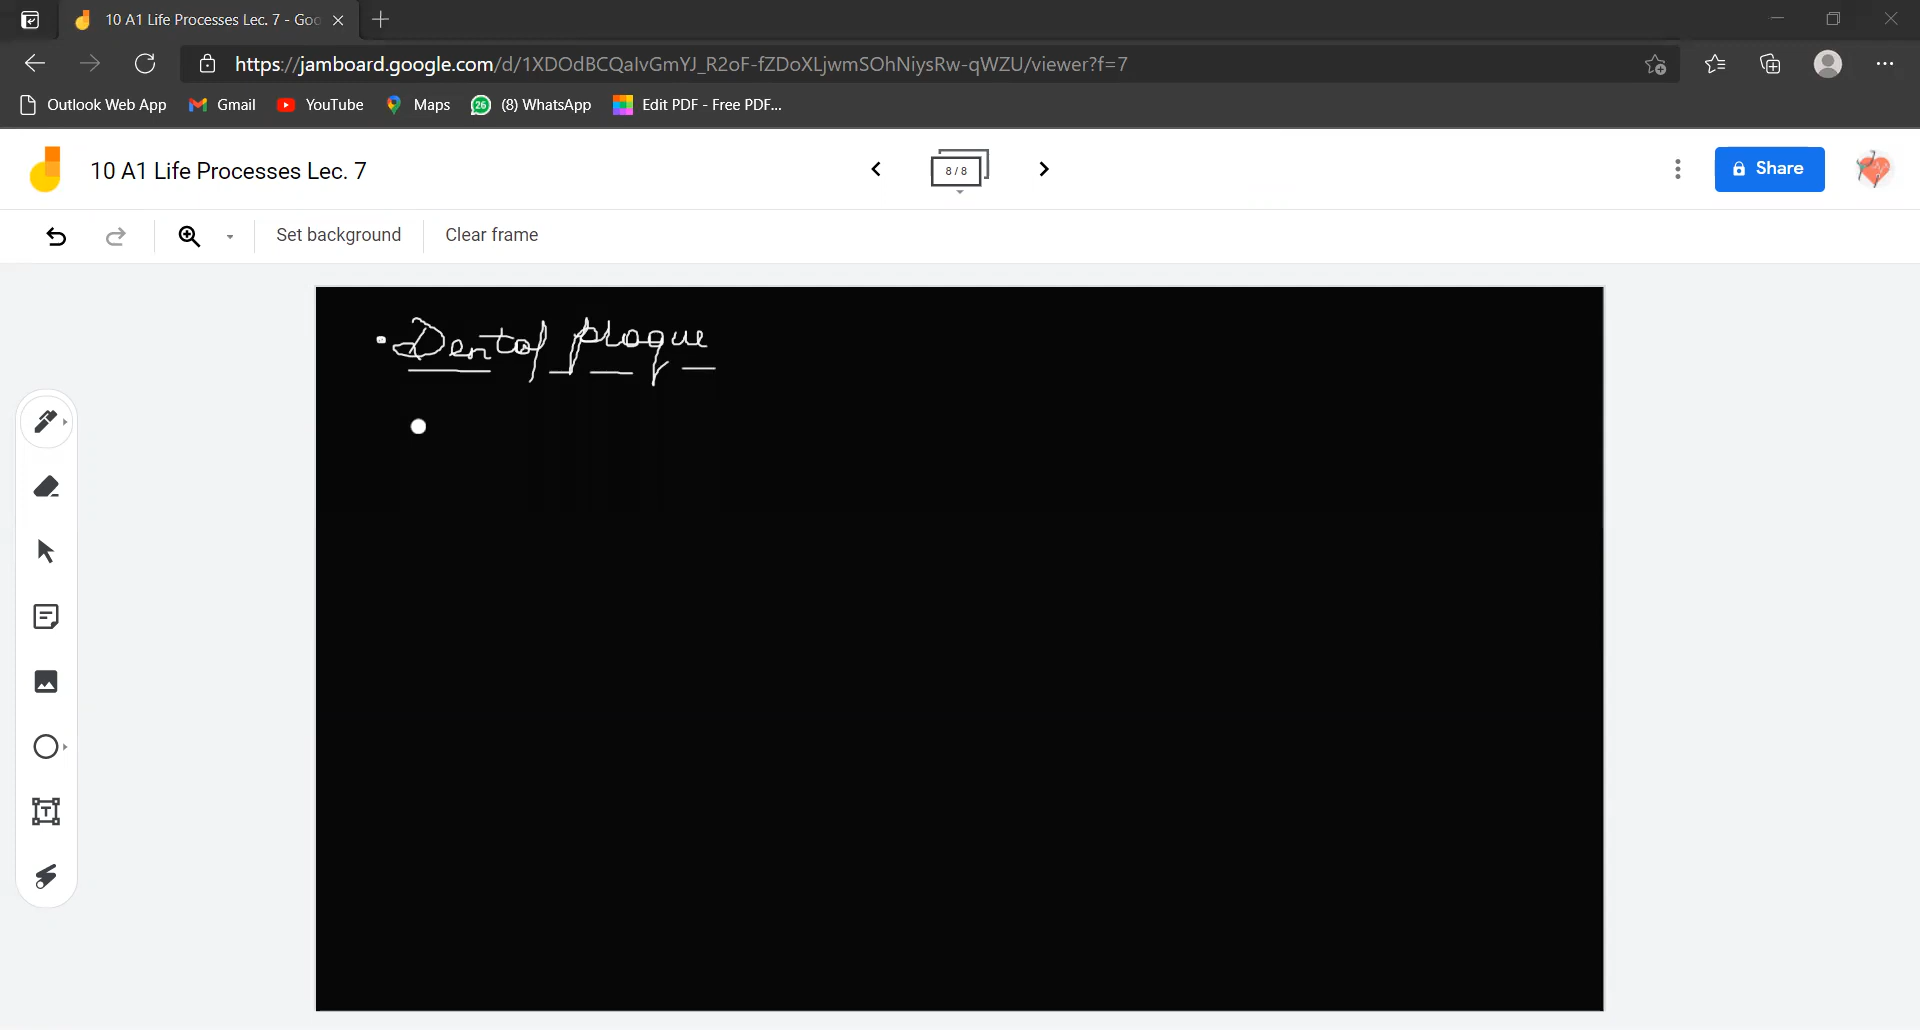 10 A1 Life Processes Lec. 7 - Goo
https://jamboard.google.com/d/1XDOdBCQaIvGmYJ_R2oF-fZDoXLjwmSOhNiysRw-qWZU/viewer?f=7
Outlook Web App Gmail YouTube Maps 26 (8) WhatsApp Edit PDF - Free PDF...
10 A1 Life Processes Lec. 7 8 / 8 Share
Set background Clear frame
• Dental plaque